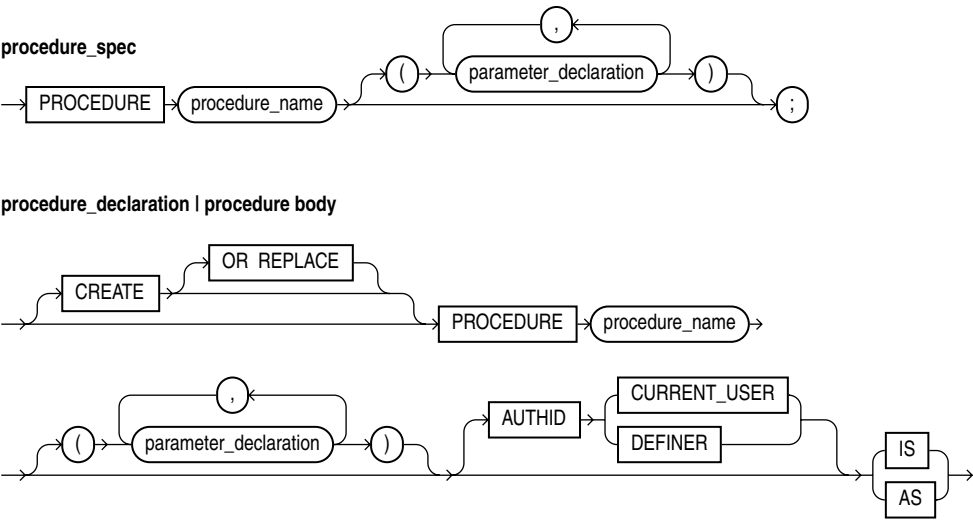 ,
procedure_spec
( parameter_declaration )
PROCEDURE procedure_name ;
procedure_declaration | procedure body
OR REPLACE
CREATE
PROCEDURE procedure_name
, CURRENT_USER
AUTHID
( parameter_declaration ) DEFINER
IS
AS